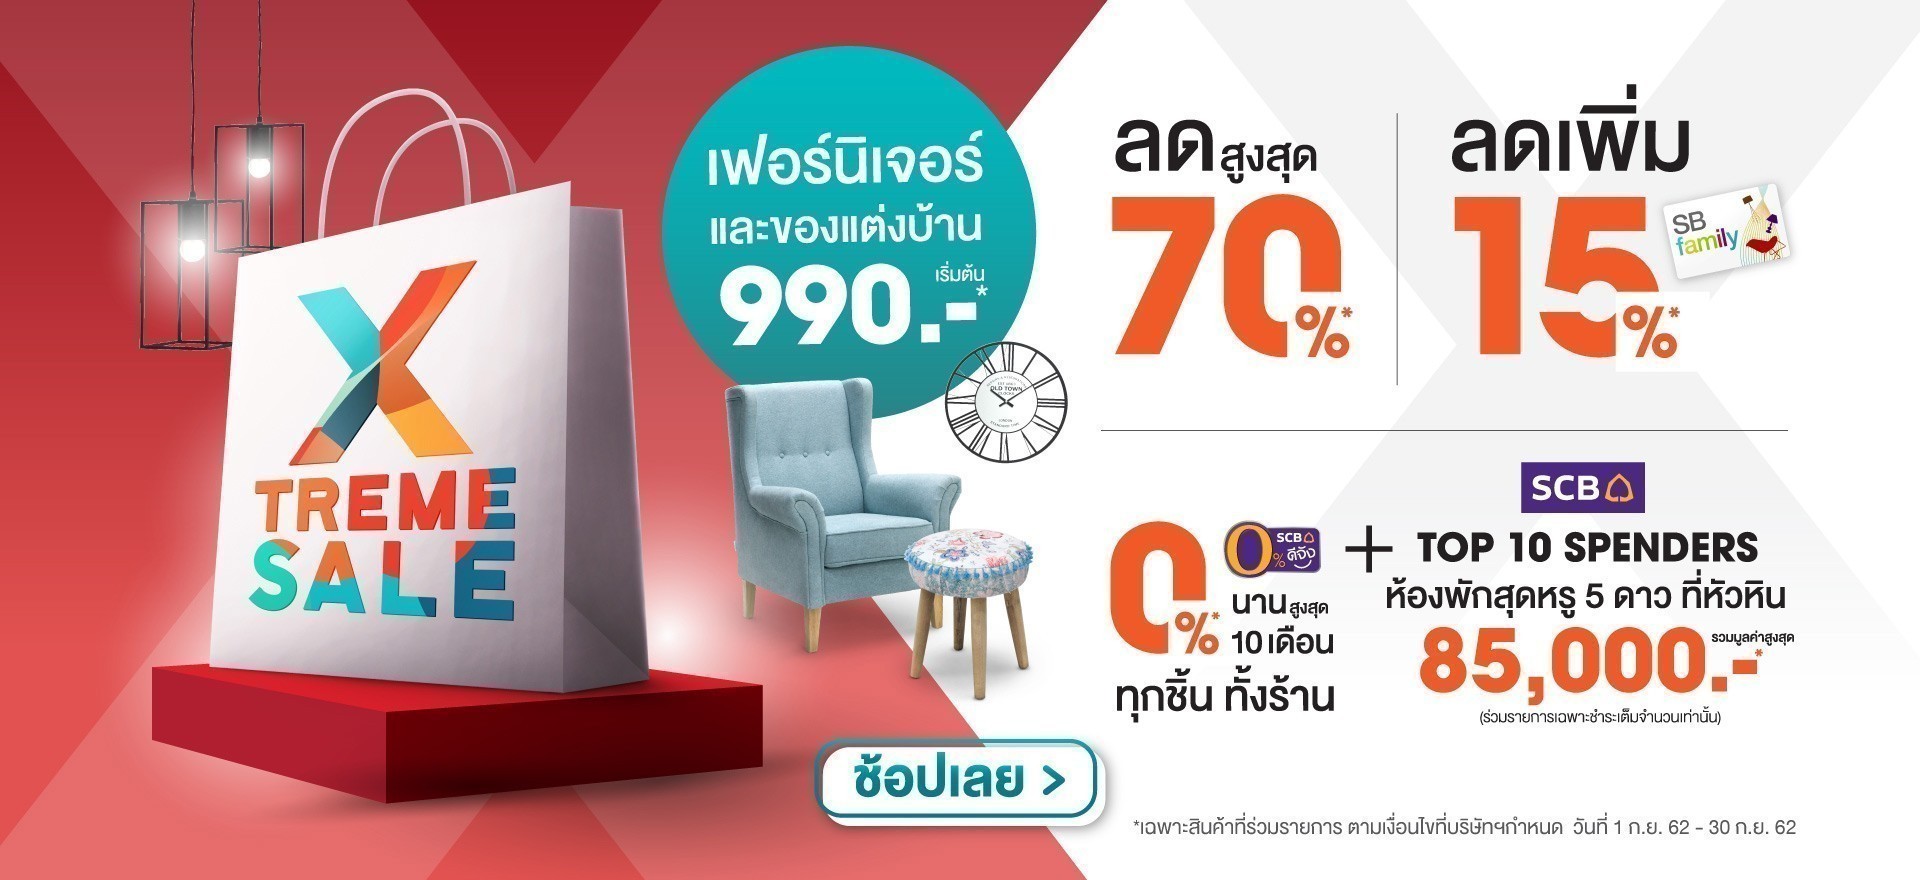 X
TREME
SALE
เฟอร์นิเจอร์
และของแต่งบ้าน
990.-* เริ่มต้น
OLD TOWN
ลดสูงสุด
70%*
ลดเพิ่ม
15%*
SB
family
0%*
0% SCB ดีจัง
นานสูงสุด
10 เดือน
ทุกชิ้น ทั้งร้าน
+
SCB
TOP 10 SPENDERS
ห้องพักสุดหรู 5 ดาว ที่หัวหิน
85,000.-* รวมมูลค่าสูงสุด
(ร่วมรายการเฉพาะชำระเต็มจำนวนเท่านั้น)
ช้อปเลย >
*เฉพาะสินค้าที่ร่วมรายการ ตามเงื่อนไขที่บริษัทฯกำหนด วันที่ 1 ก.ย. 62 - 30 ก.ย. 62